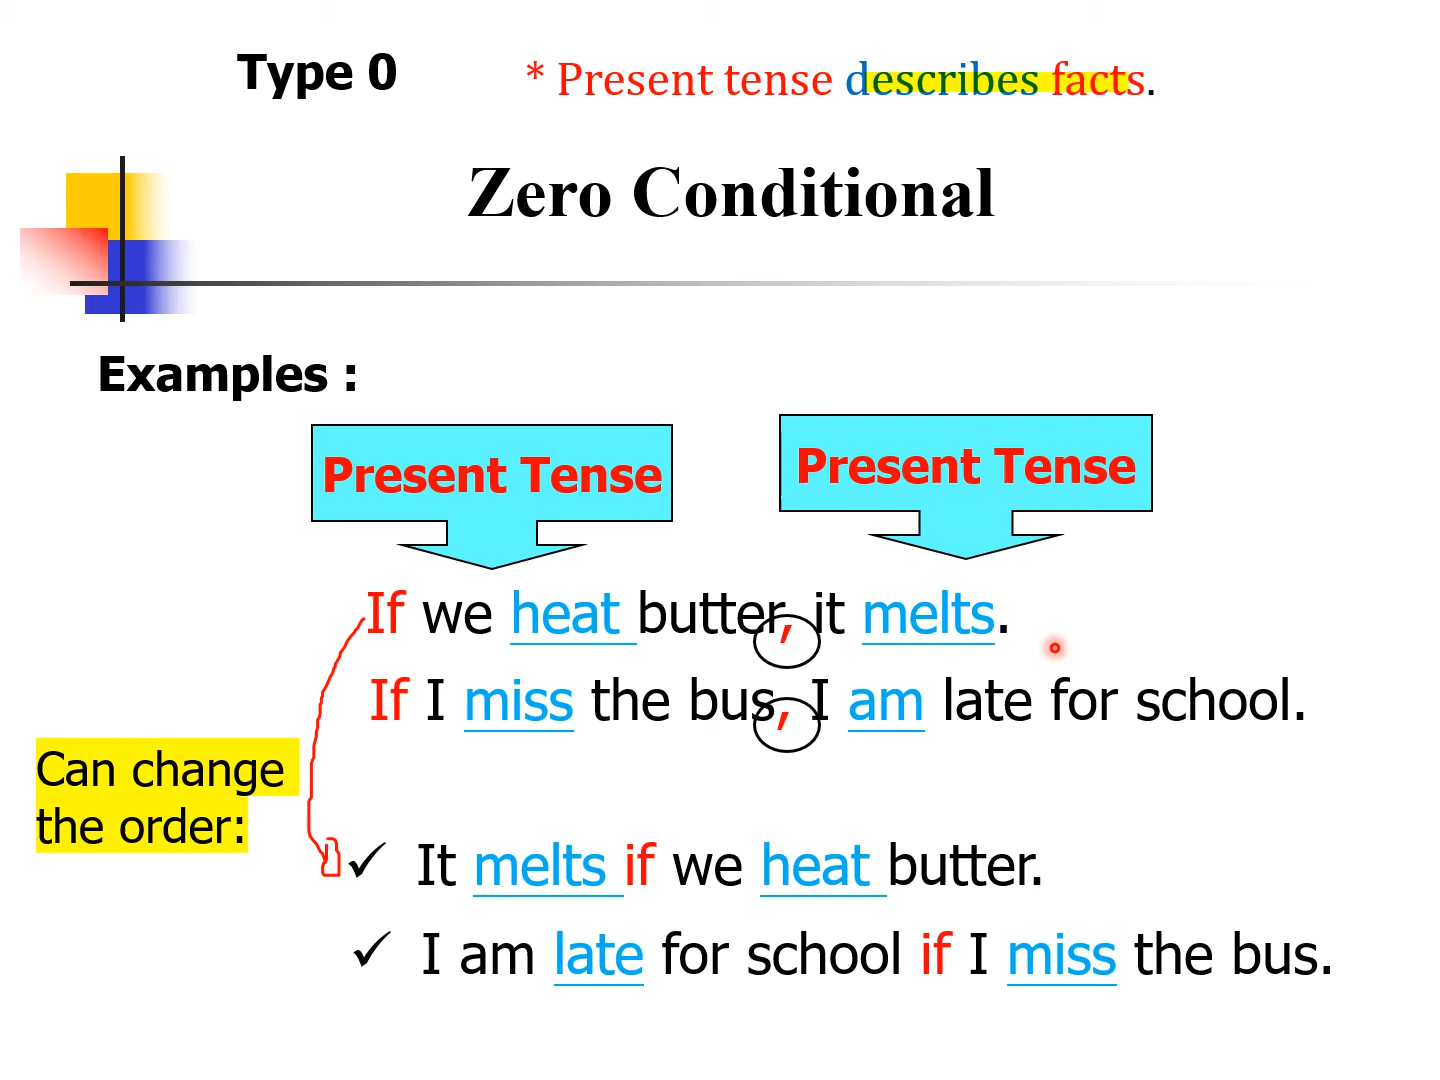 Type 0
* Present tense describes facts.
Zero Conditional
Examples :
Present Tense
Present Tense
If we heat butter, it melts.
If I miss the bus, I am late for school.
Can change
the order:
✓ It melts if we heat butter.
✓ I am late for school if I miss the bus.